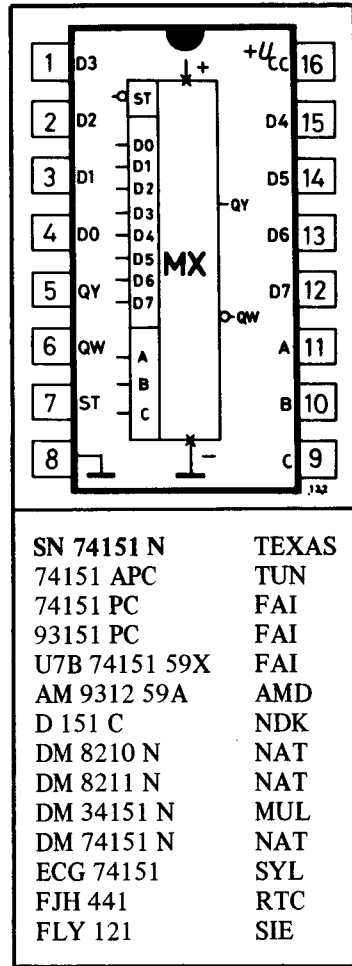 1 D3 + +U CC 16
ST
2 D2 D4 15
D0
D1
3 D1 D2 D5 14
D3 QY
4 D0 D4 D6 13
D5 MX
D6
5 QY D7 D7 12
QW
6 QW A A 11
B
7 ST C B 10
8 − C 9
132
SN 74151 N TEXAS
74151 APC TUN
74151 PC FAI
93151 PC FAI
U7B 74151 59X FAI
AM 9312 59A AMD
D 151 C NDK
DM 8210 N NAT
DM 8211 N NAT
DM 34151 N MUL
DM 74151 N NAT
ECG 74151 SYL
FJH 441 RTC
FLY 121 SIE